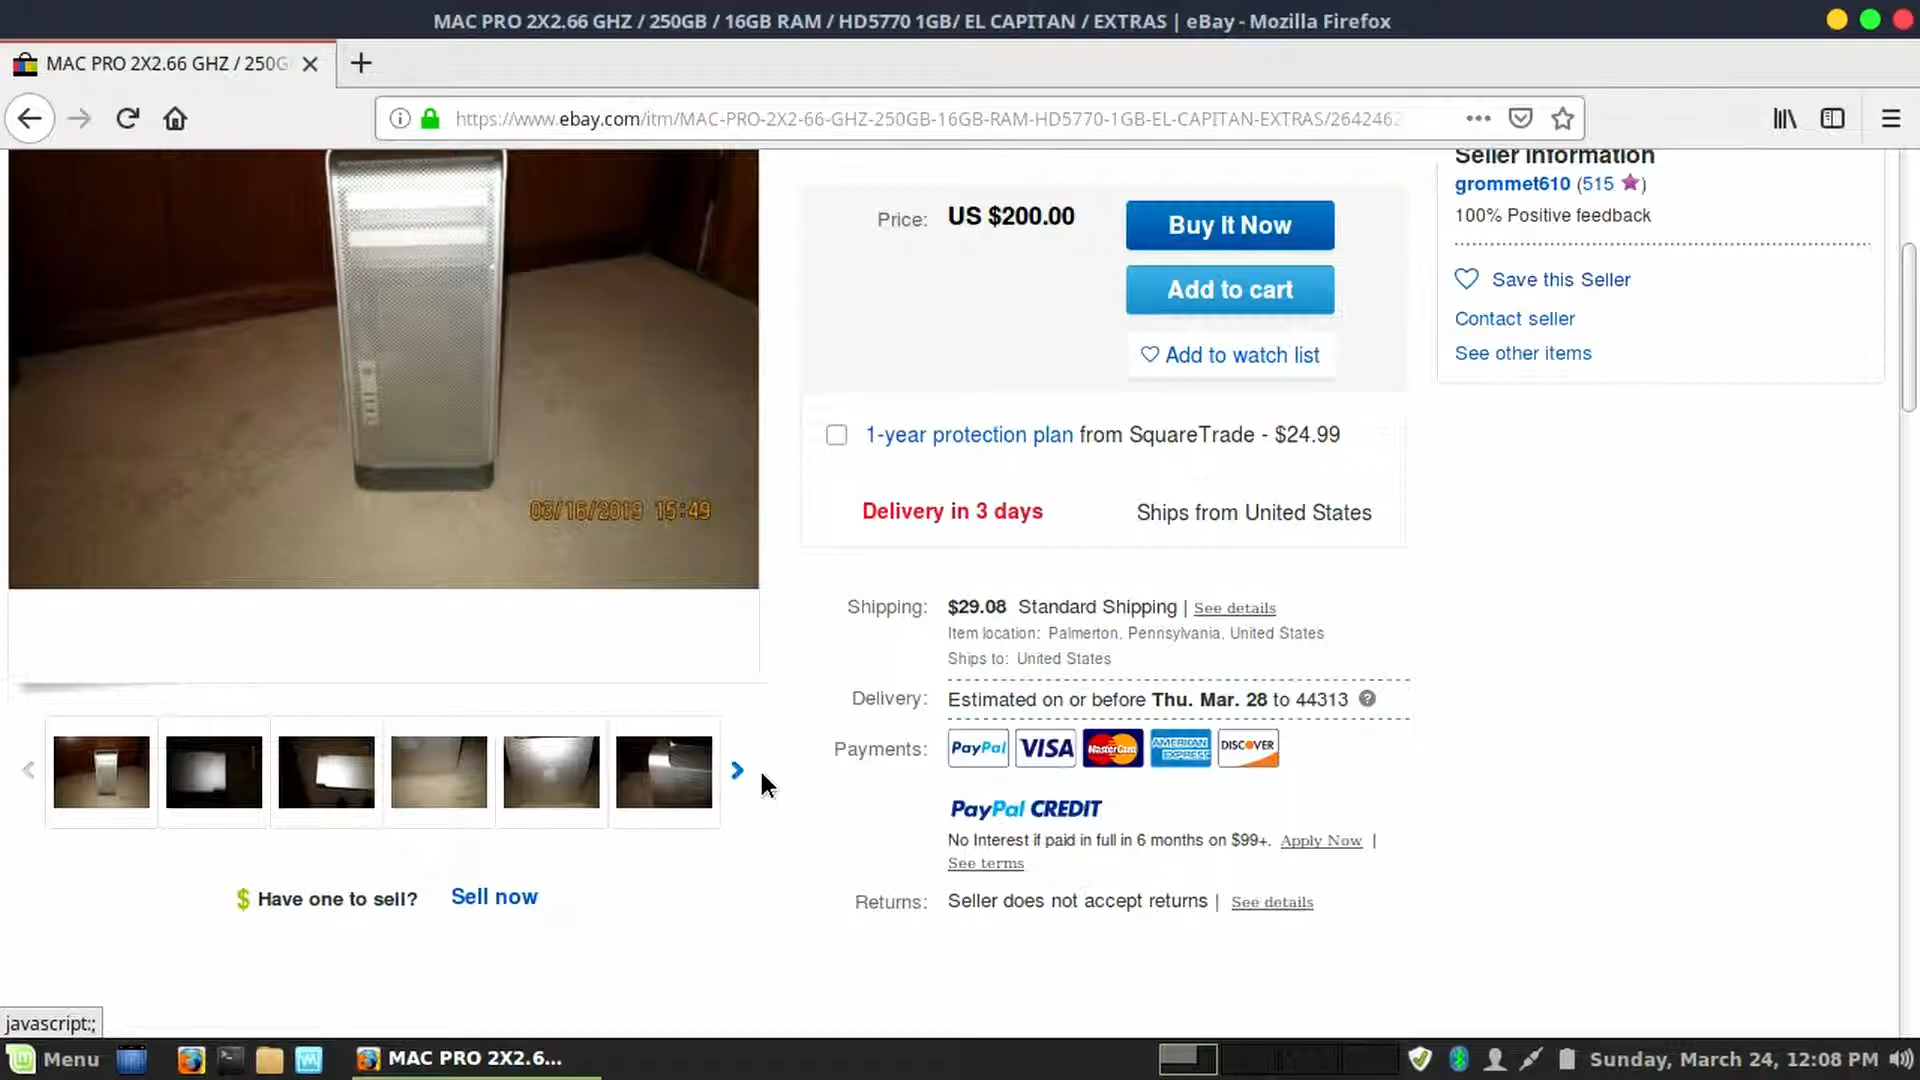 MAC PRO 2X2.66 GHZ / 250GB / 16GB RAM / HD5770 1GB/ EL CAPITAN / EXTRAS | eBay - Mozilla Firefox
MAC PRO 2X2.66 GHZ / 250G
https://www.ebay.com/itm/MAC-PRO-2X2-66-GHZ-250GB-16GB-RAM-HD5770-1GB-EL-CAPITAN-EXTRAS/2642462
Seller information
grommet610 (515 ★)
100% Positive feedback
Save this Seller
Contact seller
See other items
Price: US $200.00
Buy It Now
Add to cart
Add to watch list
1-year protection plan from SquareTrade - $24.99
Delivery in 3 days Ships from United States
03/16/2019 15:49
Shipping: $29.08 Standard Shipping | See details
Item location: Palmerton, Pennsylvania, United States
Ships to: United States
Delivery: Estimated on or before Thu. Mar. 28 to 44313
Payments: PayPal VISA MasterCard AMERICAN EXPRESS DISCOVER
PayPal CREDIT
No Interest if paid in full in 6 months on $99+. Apply Now |
See terms
Returns: Seller does not accept returns | See details
$ Have one to sell? Sell now
javascript:;
Menu MAC PRO 2X2.6... Sunday, March 24, 12:08 PM